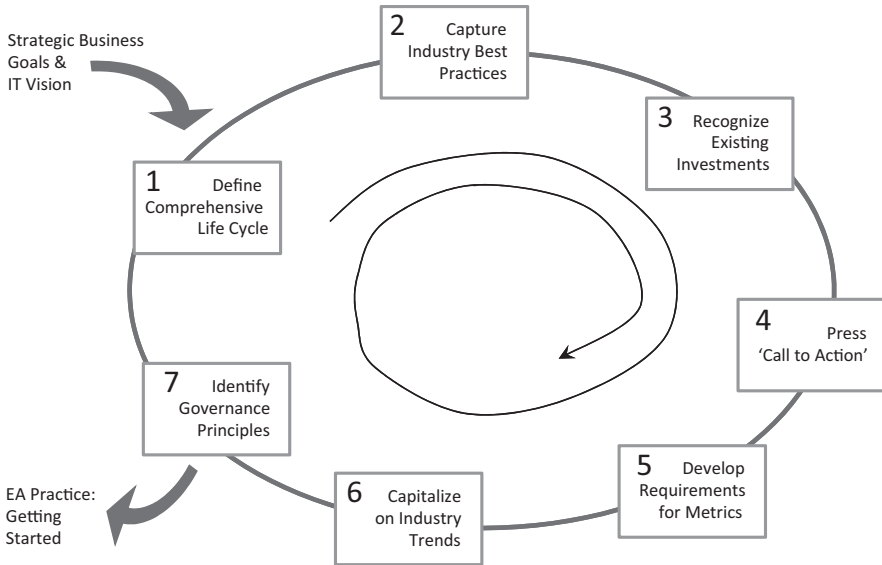 Strategic Business
Goals &
IT Vision
1 Define
Comprehensive
Life Cycle
2 Capture
Industry Best
Practices
3 Recognize
Existing
Investments
4 Press
‘Call to Action’
5 Develop
Requirements
for Metrics
6 Capitalize
on Industry
Trends
7 Identify
Governance
Principles
EA Practice:
Getting
Started